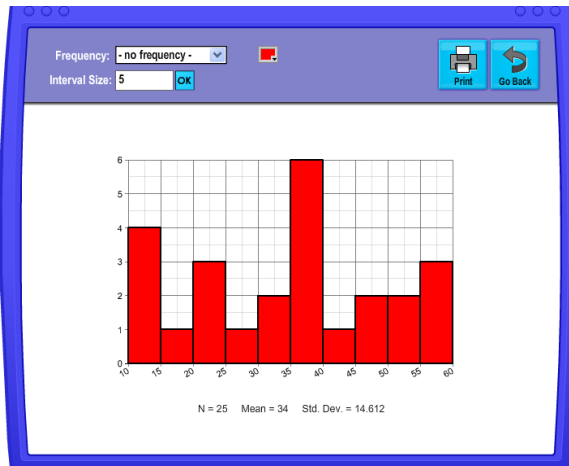 Frequency: - no frequency -
Interval Size: 5 OK
Print Go Back
6
5
4
3
2
1
0
10 15 20 25 30 35 40 45 50 55 60
N = 25 Mean = 34 Std. Dev. = 14.612